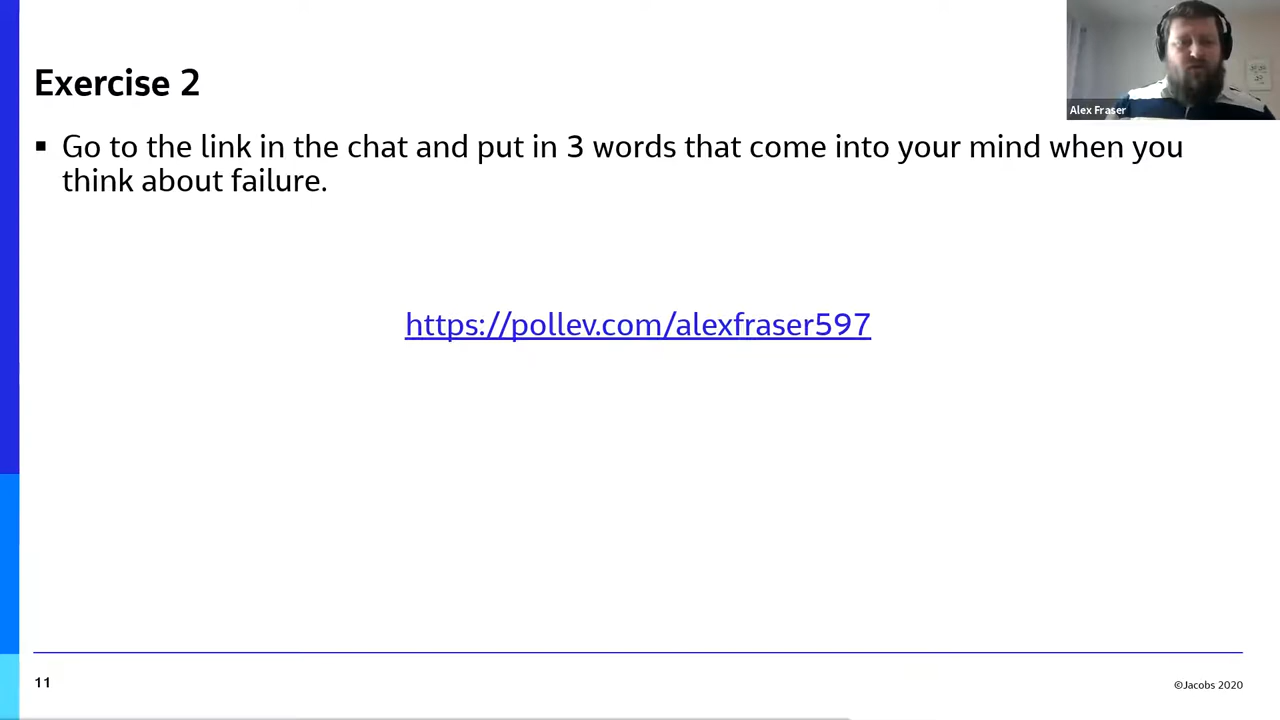 Exercise 2
Alex Fraser
▪ Go to the link in the chat and put in 3 words that come into your mind when you
think about failure.
https://pollev.com/alexfraser597
11
©Jacobs 2020